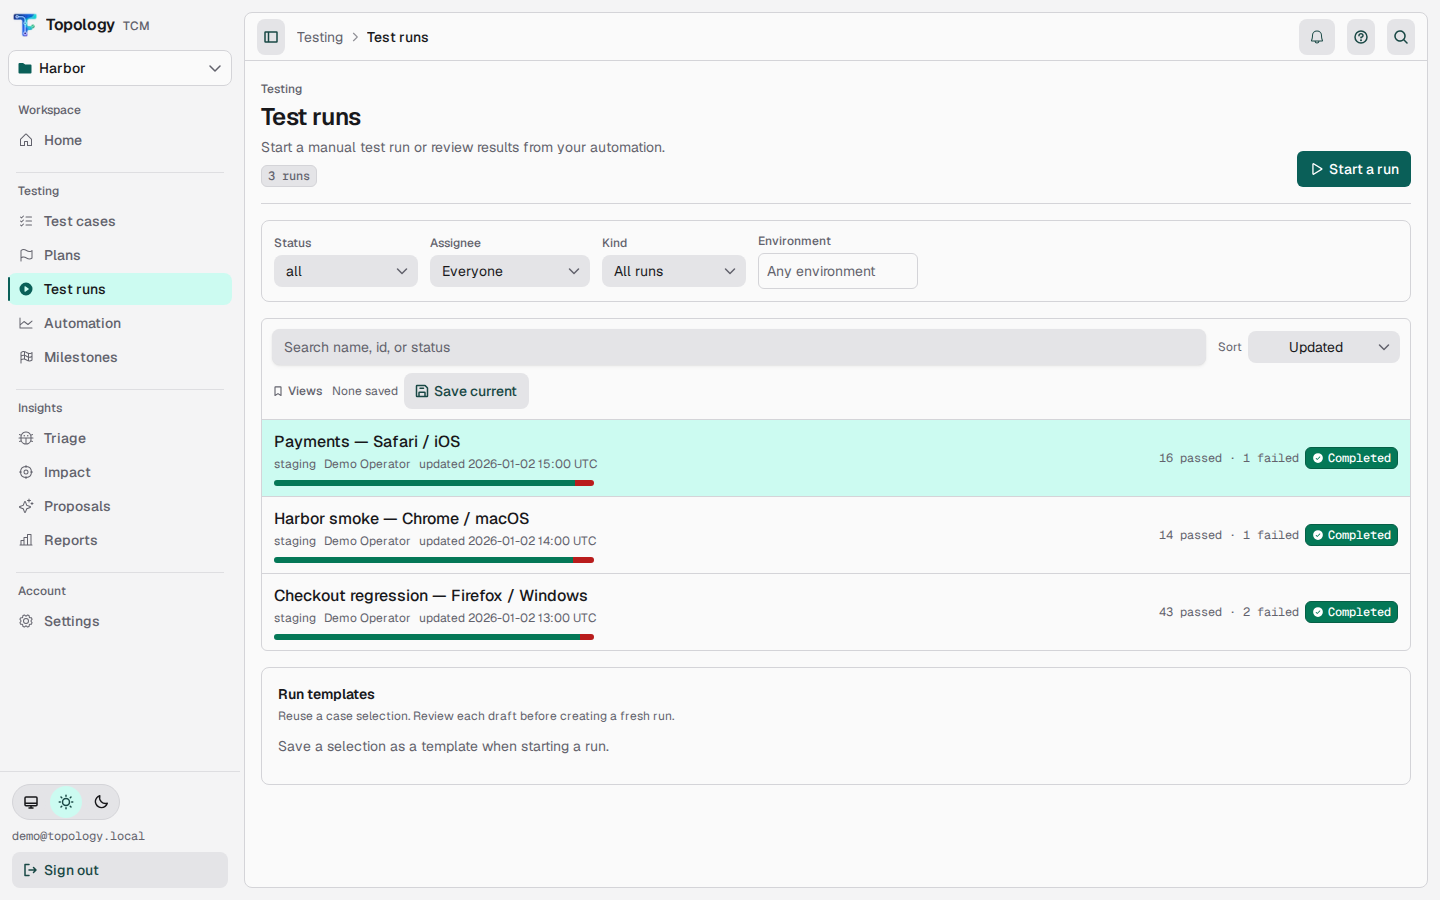 Topology TCM
Harbor
Workspace
Home
Testing
Test cases
Plans
Test runs
Automation
Milestones
Insights
Triage
Impact
Proposals
Reports
Account
Settings
demo@topology.local
Sign out
Testing > Test runs
Testing
Test runs
Start a manual test run or review results from your automation.
3 runs
Start a run
Status
all
Assignee
Everyone
Kind
All runs
Environment
Any environment
Search name, id, or status
Sort
Updated
Views
None saved
Save current
Payments — Safari / iOS
staging Demo Operator updated 2026-01-02 15:00 UTC
16 passed · 1 failed
Completed
Harbor smoke — Chrome / macOS
staging Demo Operator updated 2026-01-02 14:00 UTC
14 passed · 1 failed
Completed
Checkout regression — Firefox / Windows
staging Demo Operator updated 2026-01-02 13:00 UTC
43 passed · 2 failed
Completed
Run templates
Reuse a case selection. Review each draft before creating a fresh run.
Save a selection as a template when starting a run.